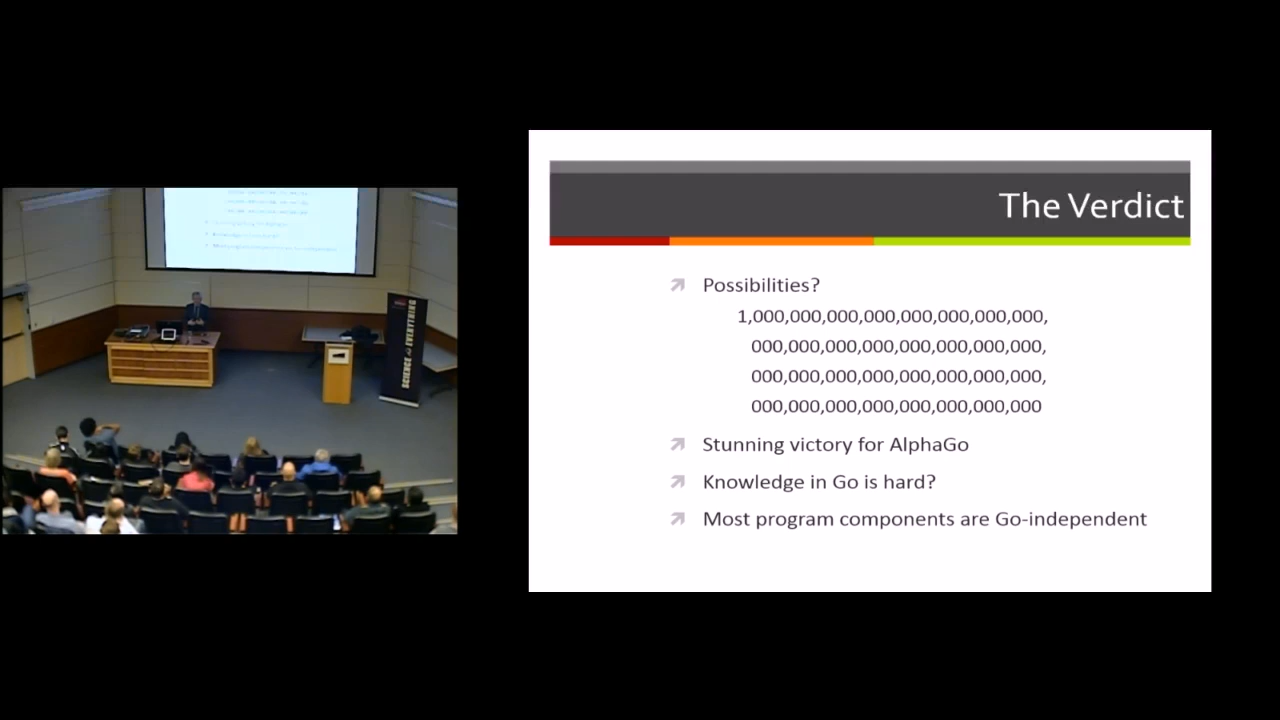 The Verdict
Possibilities?
1,000,000,000,000,000,000,000,000,
000,000,000,000,000,000,000,000,
000,000,000,000,000,000,000,000,
000,000,000,000,000,000,000,000
Stunning victory for AlphaGo
Knowledge in Go is hard?
Most program components are Go-independent
SCIENCE EVERYTHING